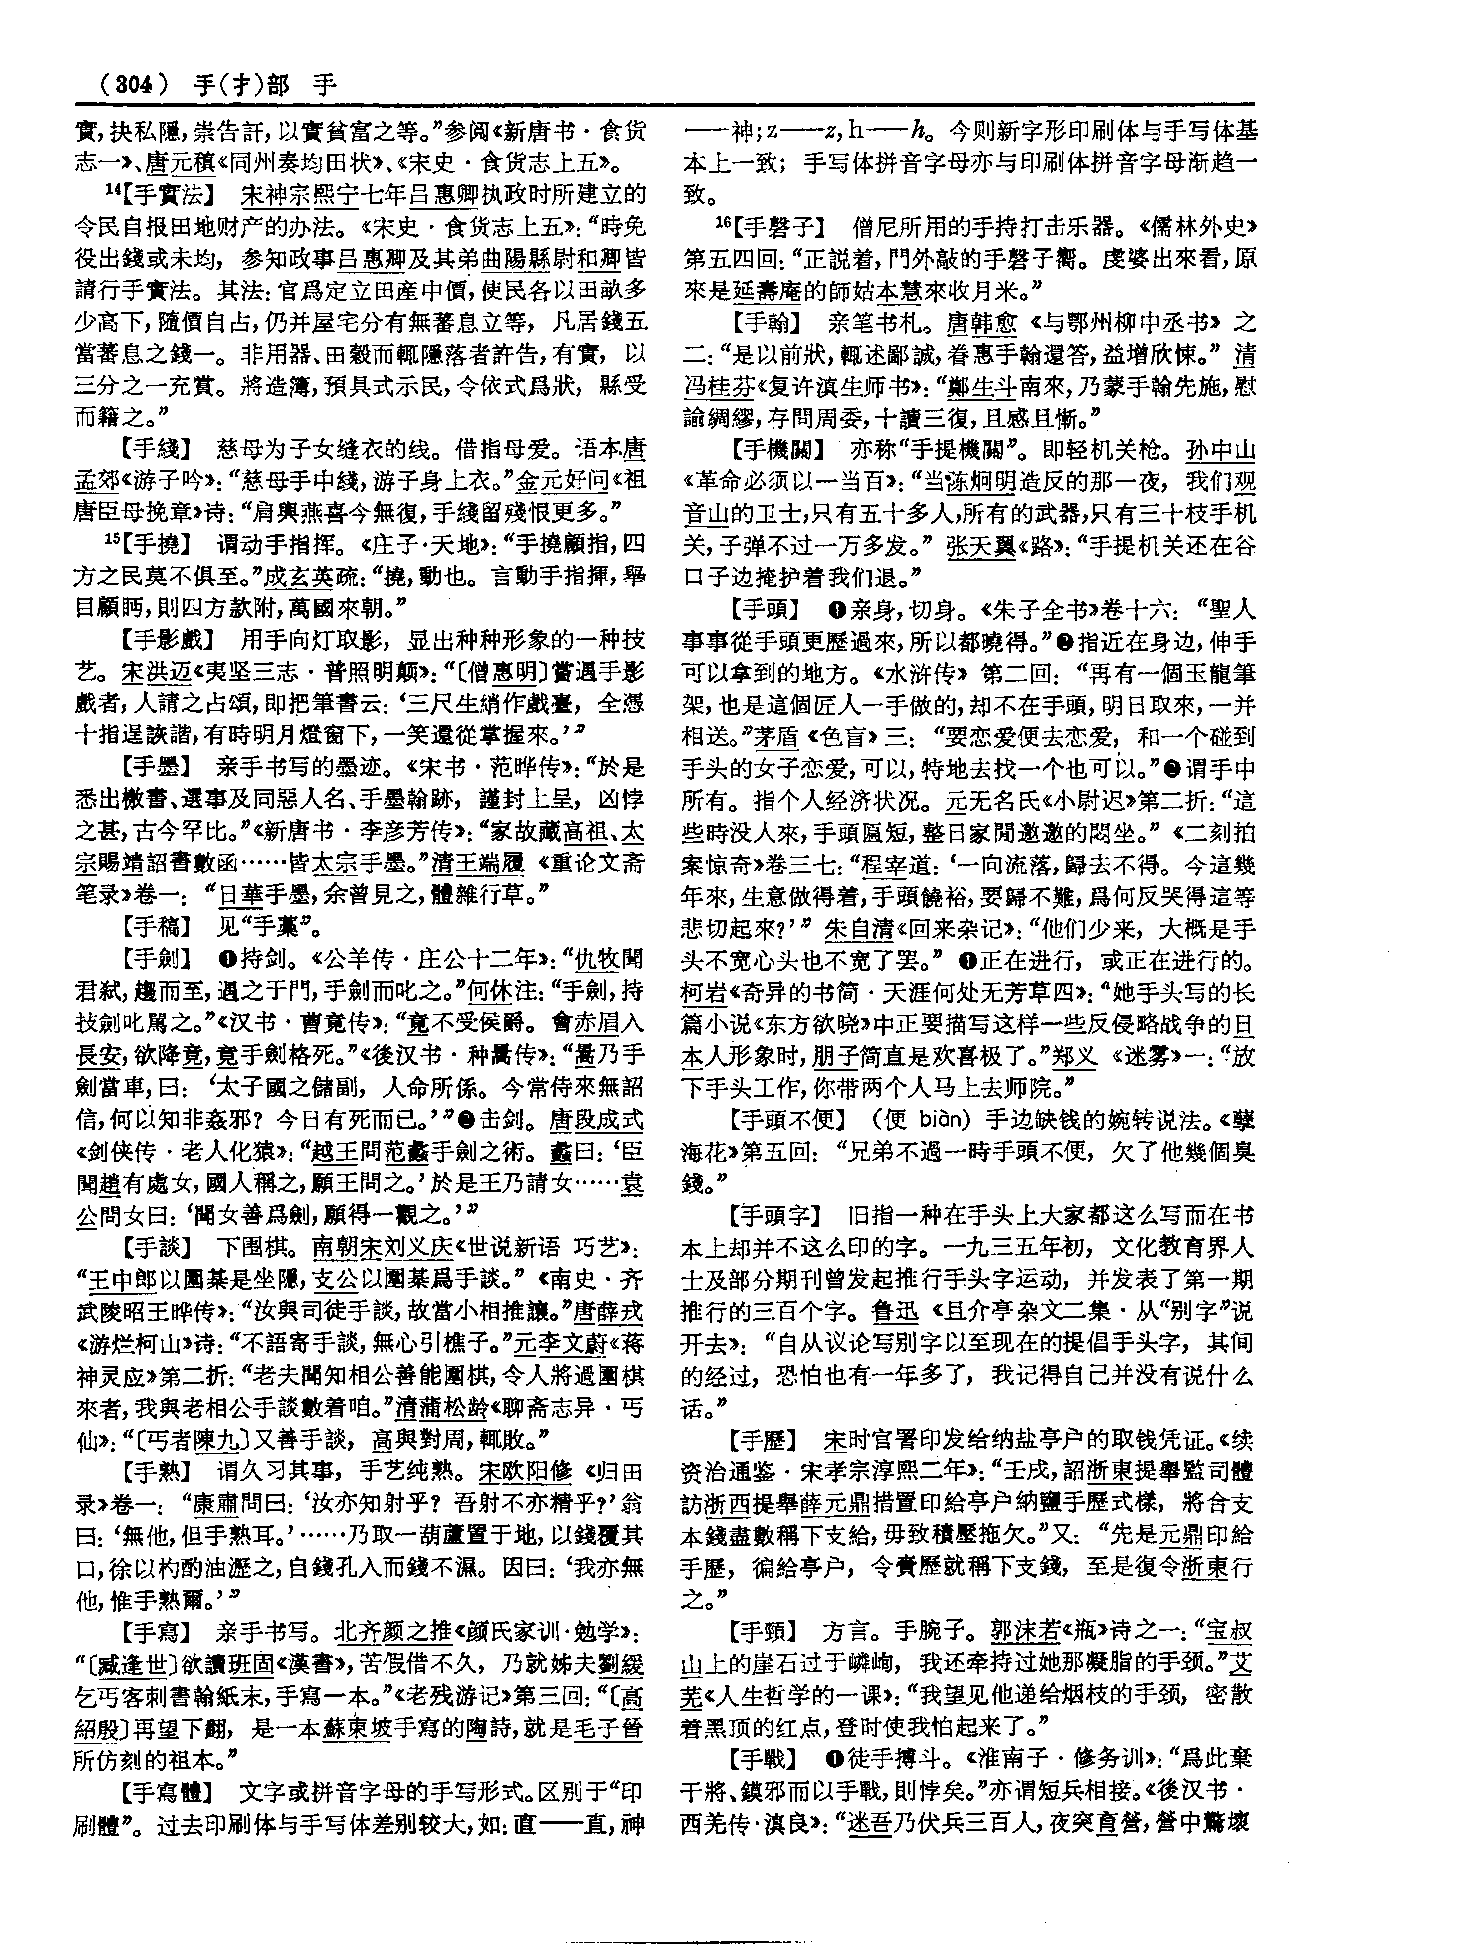 （304） 手(扌)部 手
實，抉私隱，崇告訐，以實貧富之等。”参阅《新唐书·食货
志一》、唐元稹《同州奏均田状》、《宋史·食货志上五》。
14【手實法】 宋神宗熙宁七年吕惠卿执政时所建立的
令民自报田地财产的办法。《宋史·食货志上五》：“時免
役出錢或未均，参知政事吕惠卿及其弟曲陽縣尉和卿皆
請行手實法。其法：官爲定立田産中價，使民各以田畝多
少高下，隨價自占，仍并屋宅分有無蕃息立等，凡居錢五
當蕃息之錢一。非用器、田穀而輒隱落者許告，有實，以
三分之一充賞。將造簿，預具式示民，令依式爲狀，縣受
而籍之。”
【手綫】 慈母为子女缝衣的线。借指母爱。语本唐
孟郊《游子吟》：“慈母手中綫，游子身上衣。”金元好问《祖
唐臣母挽章》诗：“肩輿燕喜今無復，手綫留殘恨更多。”
15【手撓】 谓动手指挥。《庄子·天地》：“手撓顧指，四
方之民莫不俱至。”成玄英疏：“撓，動也。言動手指揮，舉
目顧眄，則四方款附，萬國來朝。”
【手影戲】 用手向灯取影，显出种种形象的一种技
艺。宋洪迈《夷坚三志·普照明颠》：“〔僧惠明〕嘗遇手影
戲者，人請之占頌，即把筆書云：‘三尺生綃作戲臺，全憑
十指逞詼諧，有時明月燈窗下，一笑還從掌握來。’”
【手墨】 亲手书写的墨迹。《宋书·范晔传》：“於是
悉出檄書、選事及同惡人名、手墨翰跡，謹封上呈，凶悖
之甚，古今罕比。”《新唐书·李彦芳传》：“家故藏高祖、太
宗賜靖詔書數函……皆太宗手墨。”清王端履《重论文斋
笔录》卷一：“日華手墨，余曾見之，體雜行草。”
【手稿】 见“手藁”。
【手劍】 ❶持剑。《公羊传·庄公十二年》：“仇牧聞
君弑，趨而至，遇之于門，手劍而叱之。”何休注：“手劍，持
技劍叱駡之。”《汉书·曹竟传》：“竟不受侯爵。會赤眉入
長安，欲降竟，竟手劍格死。”《後汉书·种暠传》：“暠乃手
劍當車，曰：‘太子國之儲副，人命所係。今常侍來無詔
信，何以知非姦邪？今日有死而已。’”❷击剑。唐段成式
《剑侠传·老人化猿》：“越王問范蠡手劍之術。蠡曰：‘臣
聞趙有處女，國人稱之，願王問之。’於是王乃請女……袁
公問女曰：‘聞女善爲劍，願得一觀之。’”
【手談】 下围棋。南朝宋刘义庆《世说新语 巧艺》：
“王中郎以圍棊是坐隱，支公以圍棊爲手談。”《南史·齐
武陵昭王晔传》：“汝與司徒手談，故當小相推讓。”唐薛戎
《游烂柯山》诗：“不語寄手談，無心引樵子。”元李文蔚《蒋
神灵应》第二折：“老夫聞知相公善能圍棋，令人將過圍棋
來者，我與老相公手談數着咱。”清蒲松龄《聊斋志异·丐
仙》：“〔丐者陳九〕又善手談，高與對局，輒敗。”
【手熟】 谓久习其事，手艺纯熟。宋欧阳修《归田
录》卷一：“康肅問曰：‘汝亦知射乎？吾射不亦精乎？’翁
曰：‘無他，但手熟耳。’……乃取一葫蘆置于地，以錢覆其
口，徐以杓酌油瀝之，自錢孔入而錢不濕。因曰：‘我亦無
他，惟手熟爾。’”
【手寫】 亲手书写。北齐颜之推《颜氏家训·勉学》：
“〔臧逢世〕欲讀班固《漢書》，苦假借不久，乃就姊夫劉緩
乞丐客刺書翰紙末，手寫一本。”《老残游记》第三回：“〔高
紹殷〕再望下翻，是一本蘇東坡手寫的陶詩，就是毛子晉
所仿刻的祖本。”
【手寫體】 文字或拼音字母的手写形式。区别于“印
刷體”。过去印刷体与手写体差别较大，如：直——直，神
——神；z——z，h——h。今则新字形印刷体与手写体基
本上一致；手写体拼音字母亦与印刷体拼音字母渐趋一
致。
16【手磬子】 僧尼所用的手持打击乐器。《儒林外史》
第五四回：“正説着，門外敲的手磬子響。虔婆出來看，原
來是延壽庵的師姑本慧來收月米。”
【手翰】 亲笔书札。唐韩愈《与鄂州柳中丞书》之
二：“是以前狀，輒述鄙誠，眷惠手翰還答，益增欣悚。”清
冯桂芬《复许滇生师书》：“鄭生斗南來，乃蒙手翰先施，慰
諭綢繆，存問周委，十讀三復，且感且慚。”
【手機關】 亦称“手提機關”。即轻机关枪。孙中山
《革命必须以一当百》：“当陈炯明造反的那一夜，我们观
音山的卫士，只有五十多人，所有的武器，只有三十枝手机
关，子弹不过一万多发。”张天翼《路》：“手提机关还在谷
口子边掩护着我们退。”
【手頭】 ❶亲身，切身。《朱子全书》卷十六：“聖人
事事從手頭更歷過來，所以都曉得。”❷指近在身边，伸手
可以拿到的地方。《水浒传》第二回：“再有一個玉龍筆
架，也是這個匠人一手做的，却不在手頭，明日取來，一并
相送。”茅盾《色盲》三：“要恋爱便去恋爱，和一个碰到
手头的女子恋爱，可以，特地去找一个也可以。”❸谓手中
所有。指个人经济状况。元无名氏《小尉迟》第二折：“這
些時没人來，手頭匾短，整日家閒邀邀的悶坐。”《二刻拍
案惊奇》卷三七：“程宰道：‘一向流落，歸去不得。今這幾
年來，生意做得着，手頭饒裕，要歸不難，爲何反哭得這等
悲切起來？’”朱自清《回来杂记》：“他们少来，大概是手
头不宽心头也不宽了罢。”❹正在进行，或正在进行的。
柯岩《奇异的书简·天涯何处无芳草四》：“她手头写的长
篇小说《东方欲晓》中正要描写这样一些反侵略战争的日
本人形象时，朋子简直是欢喜极了。”郑义《迷雾》一：“放
下手头工作，你带两个人马上去师院。”
【手頭不便】 （便 biàn）手边缺钱的婉转说法。《孽
海花》第五回：“兄弟不過一時手頭不便，欠了他幾個臭
錢。”
【手頭字】 旧指一种在手头上大家都这么写而在书
本上却并不这么印的字。一九三五年初，文化教育界人
士及部分期刊曾发起推行手头字运动，并发表了第一期
推行的三百个字。鲁迅《且介亭杂文二集·从“别字”说
开去》：“自从议论写别字以至现在的提倡手头字，其间
的经过，恐怕也有一年多了，我记得自己并没有说什么
话。”
【手歷】 宋时官署印发给纳盐亭户的取钱凭证。《续
资治通鉴·宋孝宗淳熙二年》：“壬戌，詔浙東提舉監司體
訪浙西提舉薛元鼎措置印給亭户納鹽手歷式樣，將合支
本錢盡數稱下支給，毋致積壓拖欠。”又：“先是元鼎印給
手歷，徧給亭户，令賫歷就稱下支錢，至是復令浙東行
之。”
【手頸】 方言。手腕子。郭沫若《瓶》诗之一：“宝叔
山上的崖石过于嶙峋，我还牵持过她那凝脂的手颈。”艾
芜《人生哲学的一课》：“我望见他递给烟枝的手颈，密散
着黑顶的红点，登时使我怕起来了。”
【手戰】 ❶徒手搏斗。《淮南子·修务训》：“爲此棄
干將、鏌邪而以手戰，則悖矣。”亦谓短兵相接。《後汉书·
西羌传·滇良》：“迷吾乃伏兵三百人，夜突育營，營中驚壞